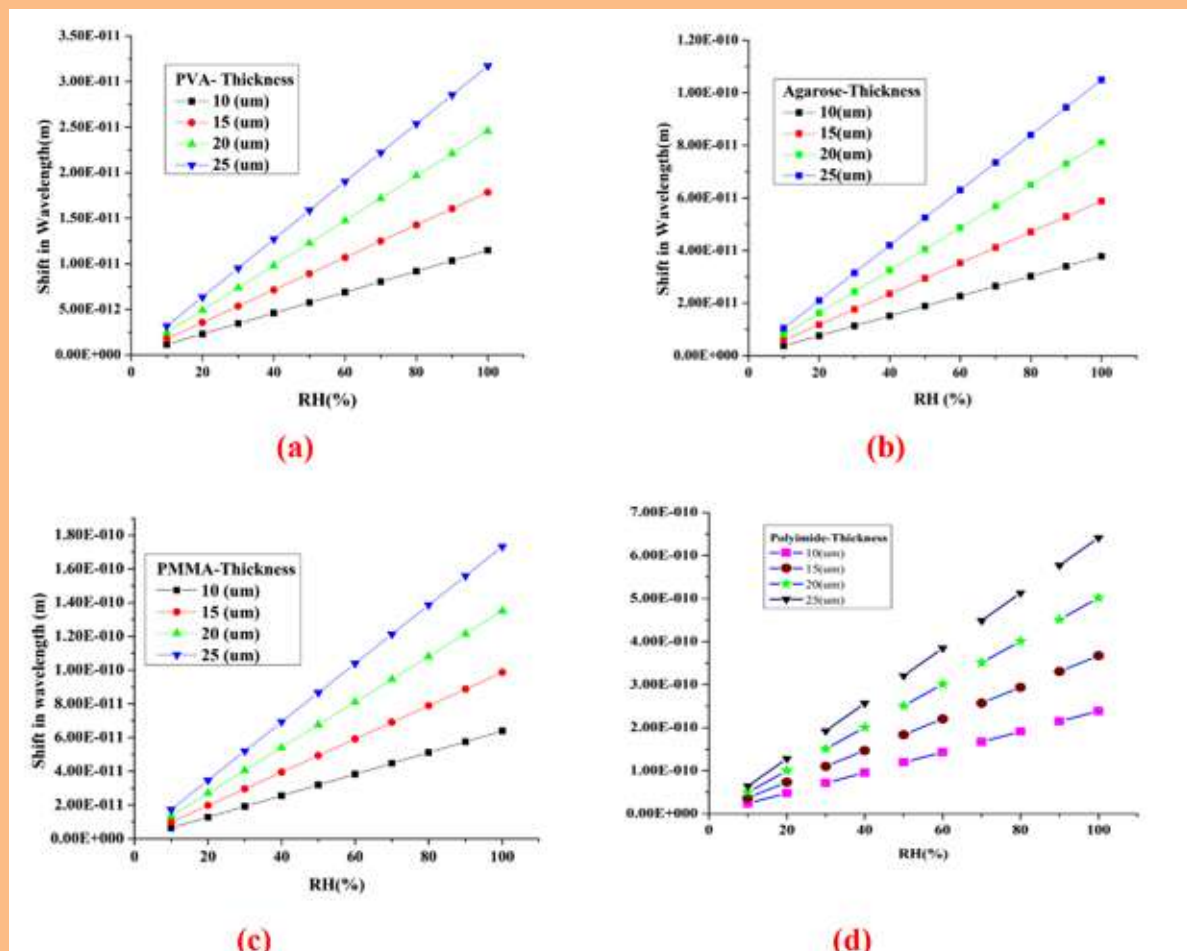 3.50E-011
3.00E-011
2.50E-011
2.00E-011
1.50E-011
1.00E-011
5.00E-012
0.00E+000
Shift in Wavelength(m)
PVA- Thickness
10 (um)
15 (um)
20 (um)
25 (um)
0 20 40 60 80 100
RH(%)
(a)
1.20E-010
1.00E-010
8.00E-011
6.00E-011
4.00E-011
2.00E-011
0.00E+000
Shift in Wavelength(m)
Agarose-Thickness
10(um)
15(um)
20(um)
25(um)
0 20 40 60 80 100
RH (%)
(b)
1.80E-010
1.60E-010
1.40E-010
1.20E-010
1.00E-010
8.00E-011
6.00E-011
4.00E-011
2.00E-011
0.00E+000
Shift in wavelength (m)
PMMA-Thickness
10 (um)
15 (um)
20 (um)
25 (um)
0 20 40 60 80 100
RH(%)
(c)
7.00E-010
6.00E-010
5.00E-010
4.00E-010
3.00E-010
2.00E-010
1.00E-010
0.00E+000
Polyimide-Thickness
10(um)
15(um)
20(um)
25(um)
0 20 40 60 80 100
RH(%)
(d)